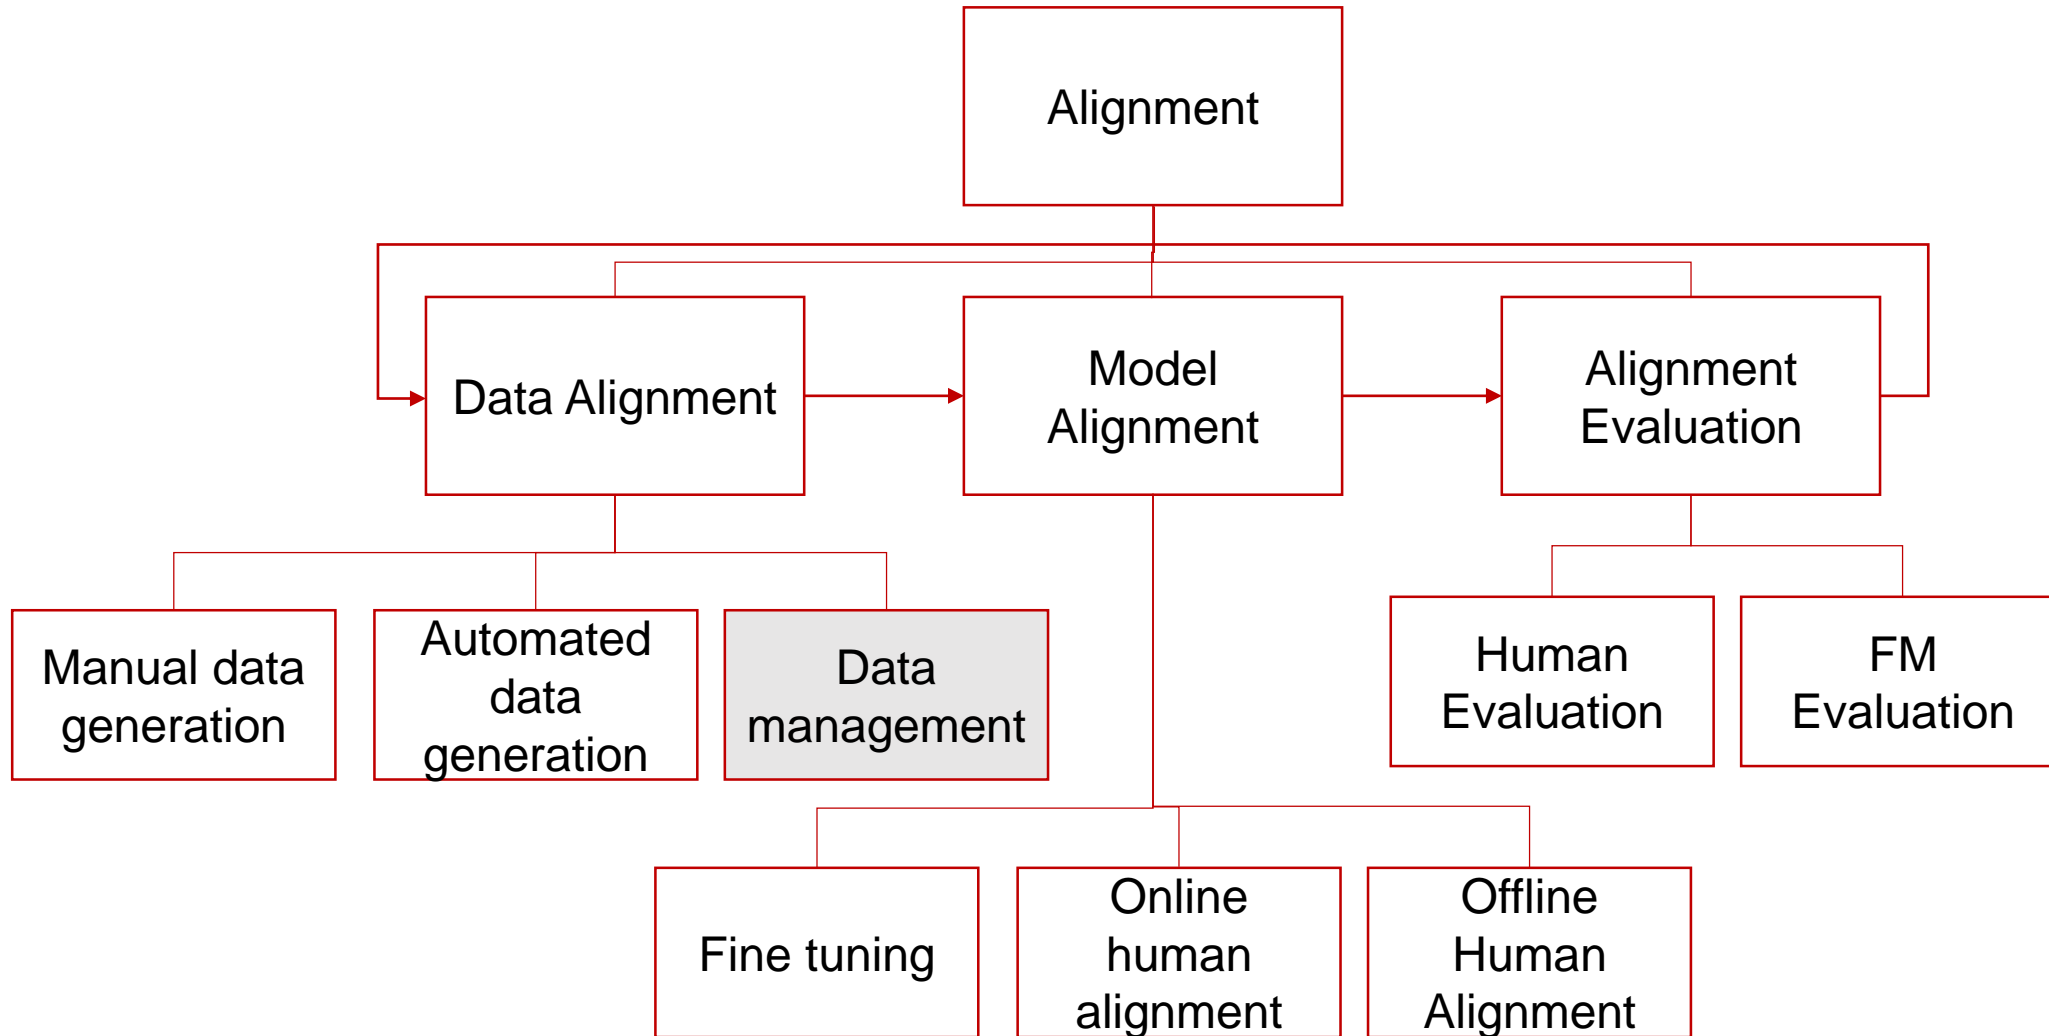 Alignment
Data Alignment
Model
Alignment
Alignment
Evaluation
Manual data
generation
Automated
data
generation
Data
management
Human
Evaluation
FM
Evaluation
Fine tuning
Online
human
alignment
Offline
Human
Alignment